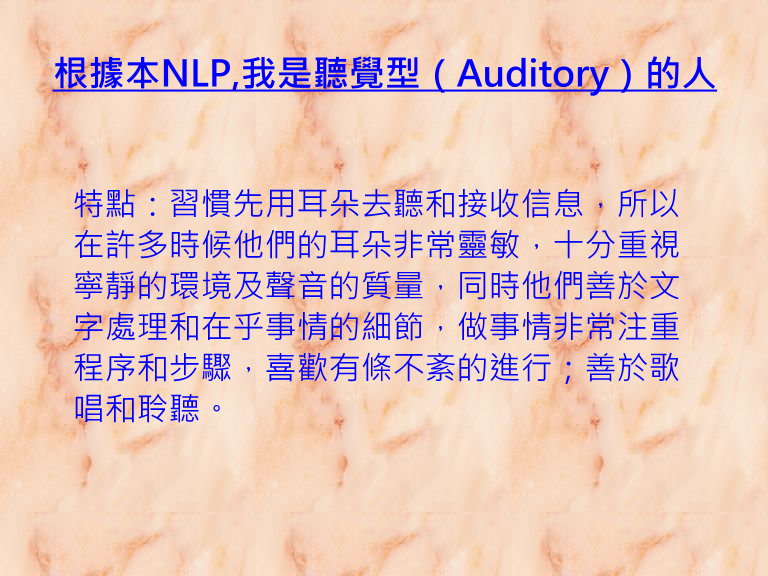 根據本NLP,我是聽覺型（Auditory）的人
特點：習慣先用耳朵去聽和接收信息，所以
在許多時候他們的耳朵非常靈敏，十分重視
寧靜的環境及聲音的質量，同時他們善於文
字處理和在乎事情的細節，做事情非常注重
程序和步驟，喜歡有條不紊的進行；善於歌
唱和聆聽。